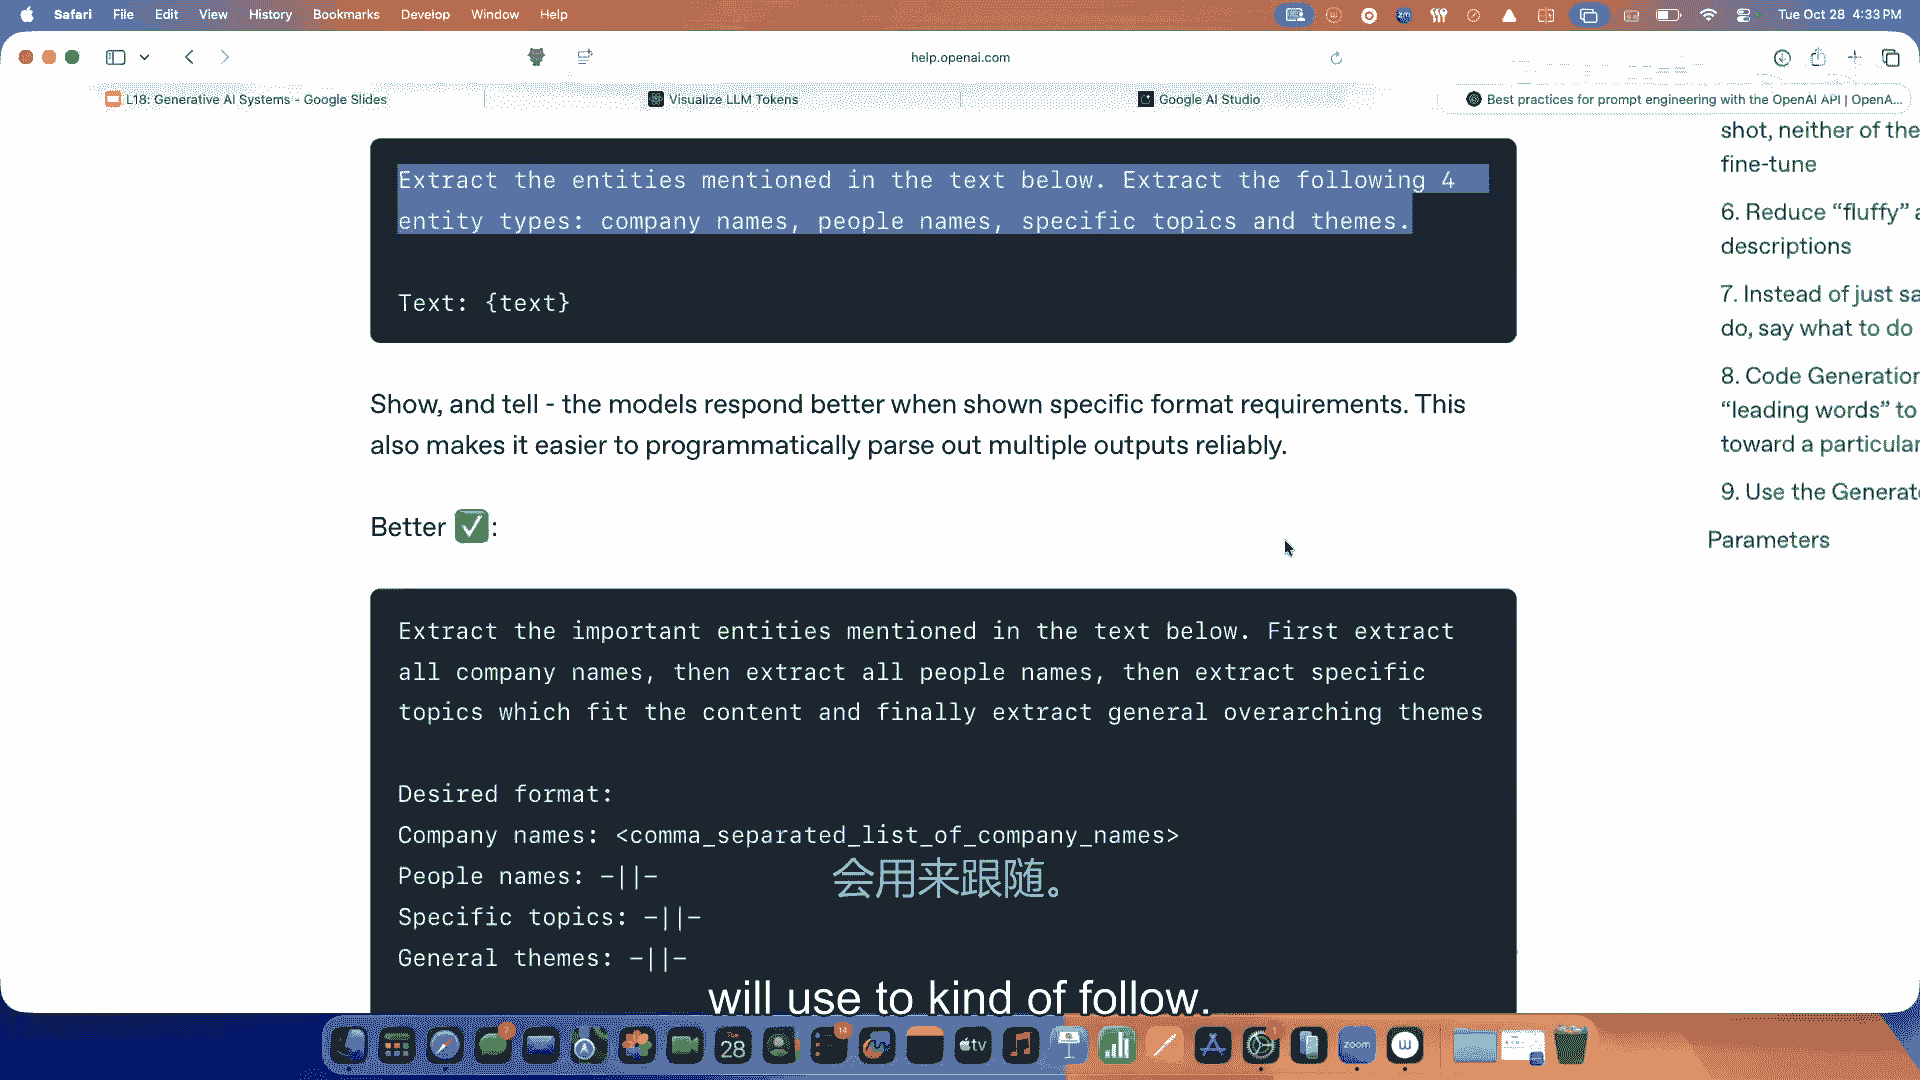 Safari File Edit View History Bookmarks Develop Window Help
Tue Oct 28 4:33 PM
help.openai.com
L18: Generative AI Systems - Google Slides
Visualize LLM Tokens
Google AI Studio
Best practices for prompt engineering with the OpenAI API | OpenA...
Extract the entities mentioned in the text below. Extract the following 4
entity types: company names, people names, specific topics and themes.
Text: {text}
Show, and tell - the models respond better when shown specific format requirements. This
also makes it easier to programmatically parse out multiple outputs reliably.
Better ✅:
Extract the important entities mentioned in the text below. First extract
all company names, then extract all people names, then extract specific
topics which fit the content and finally extract general overarching themes
Desired format:
Company names: <comma_separated_list_of_company_names>
People names: -||-
Specific topics: -||-
General themes: -||-
shot, neither of the
fine-tune
6. Reduce “fluffy” a
descriptions
7. Instead of just sa
do, say what to do
8. Code Generation
“leading words” to
toward a particular
9. Use the Generate
Parameters
会用来跟随。
will use to kind of follow.
7
28
14
tv
zoom
1